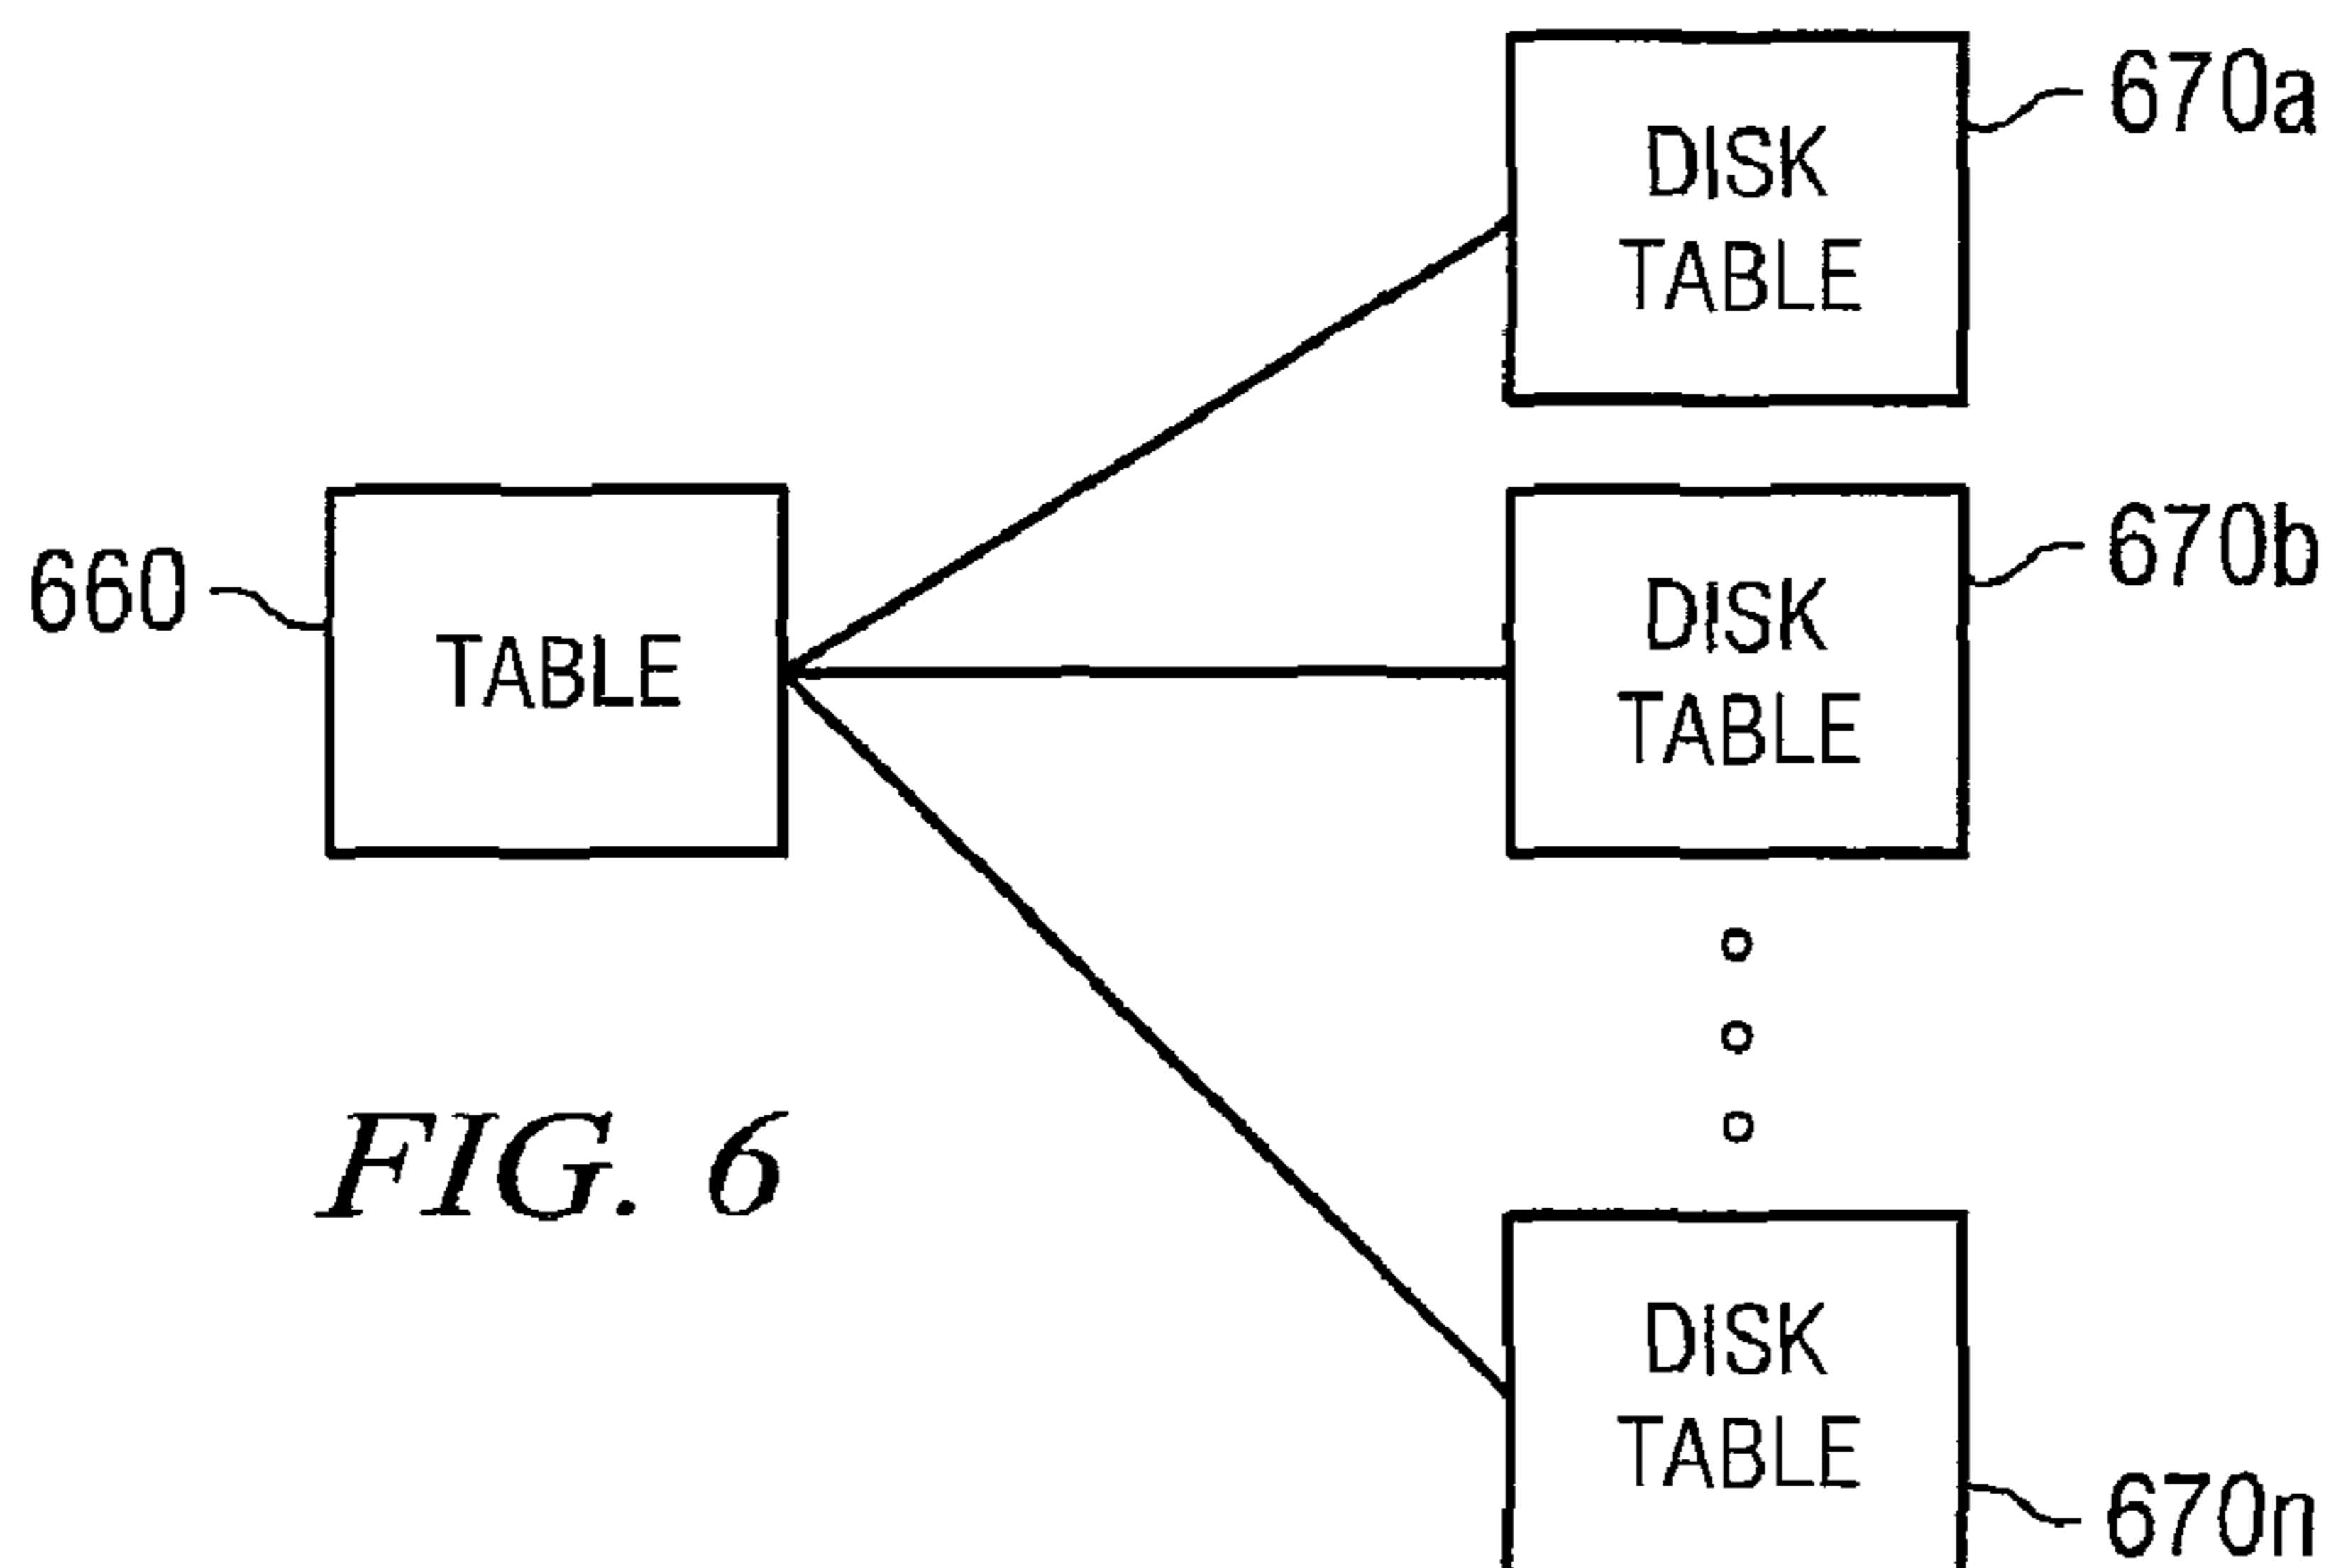 DISK
TABLE
670a
660
TABLE
DISK
TABLE
670b
FIG. 6
DISK
TABLE
670n